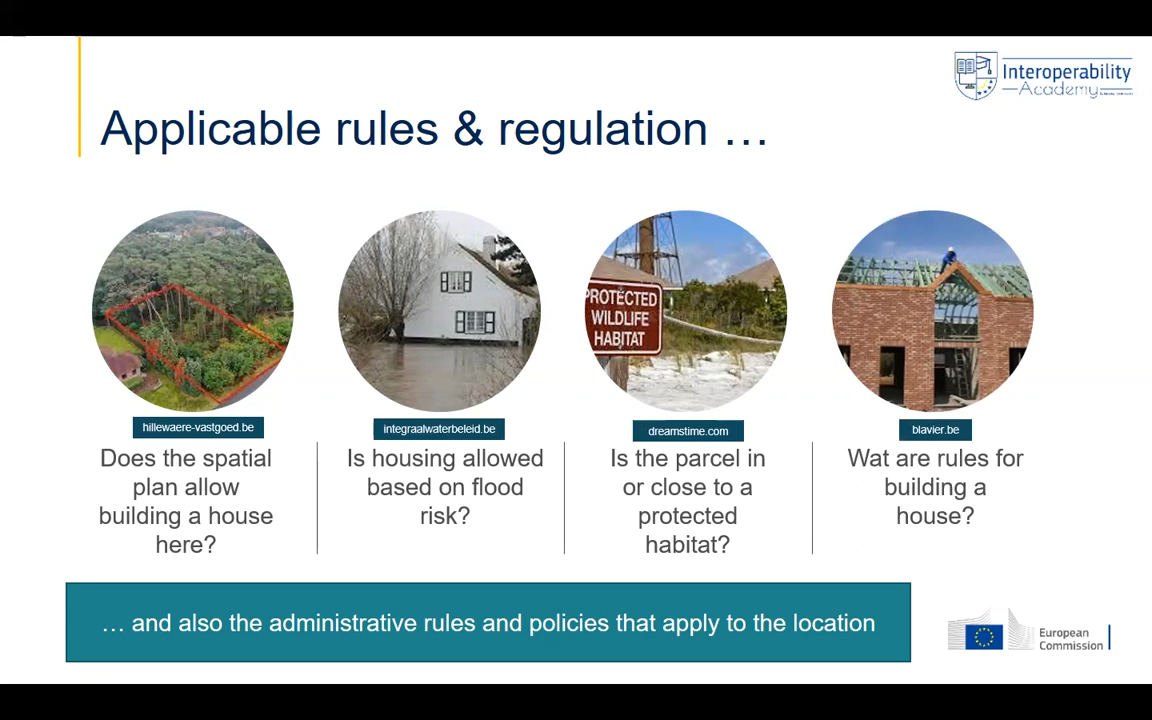 Interoperability
Academy
Applicable rules & regulation …
PROTECTED
WILDLIFE
HABITAT
hillewaere-vastgoed.be
integraalwaterbeleid.be
dreamstime.com
blavier.be
Does the spatial
plan allow
building a house
here?
Is housing allowed
based on flood
risk?
Is the parcel in
or close to a
protected
habitat?
Wat are rules for
building a
house?
… and also the administrative rules and policies that apply to the location
European
Commission